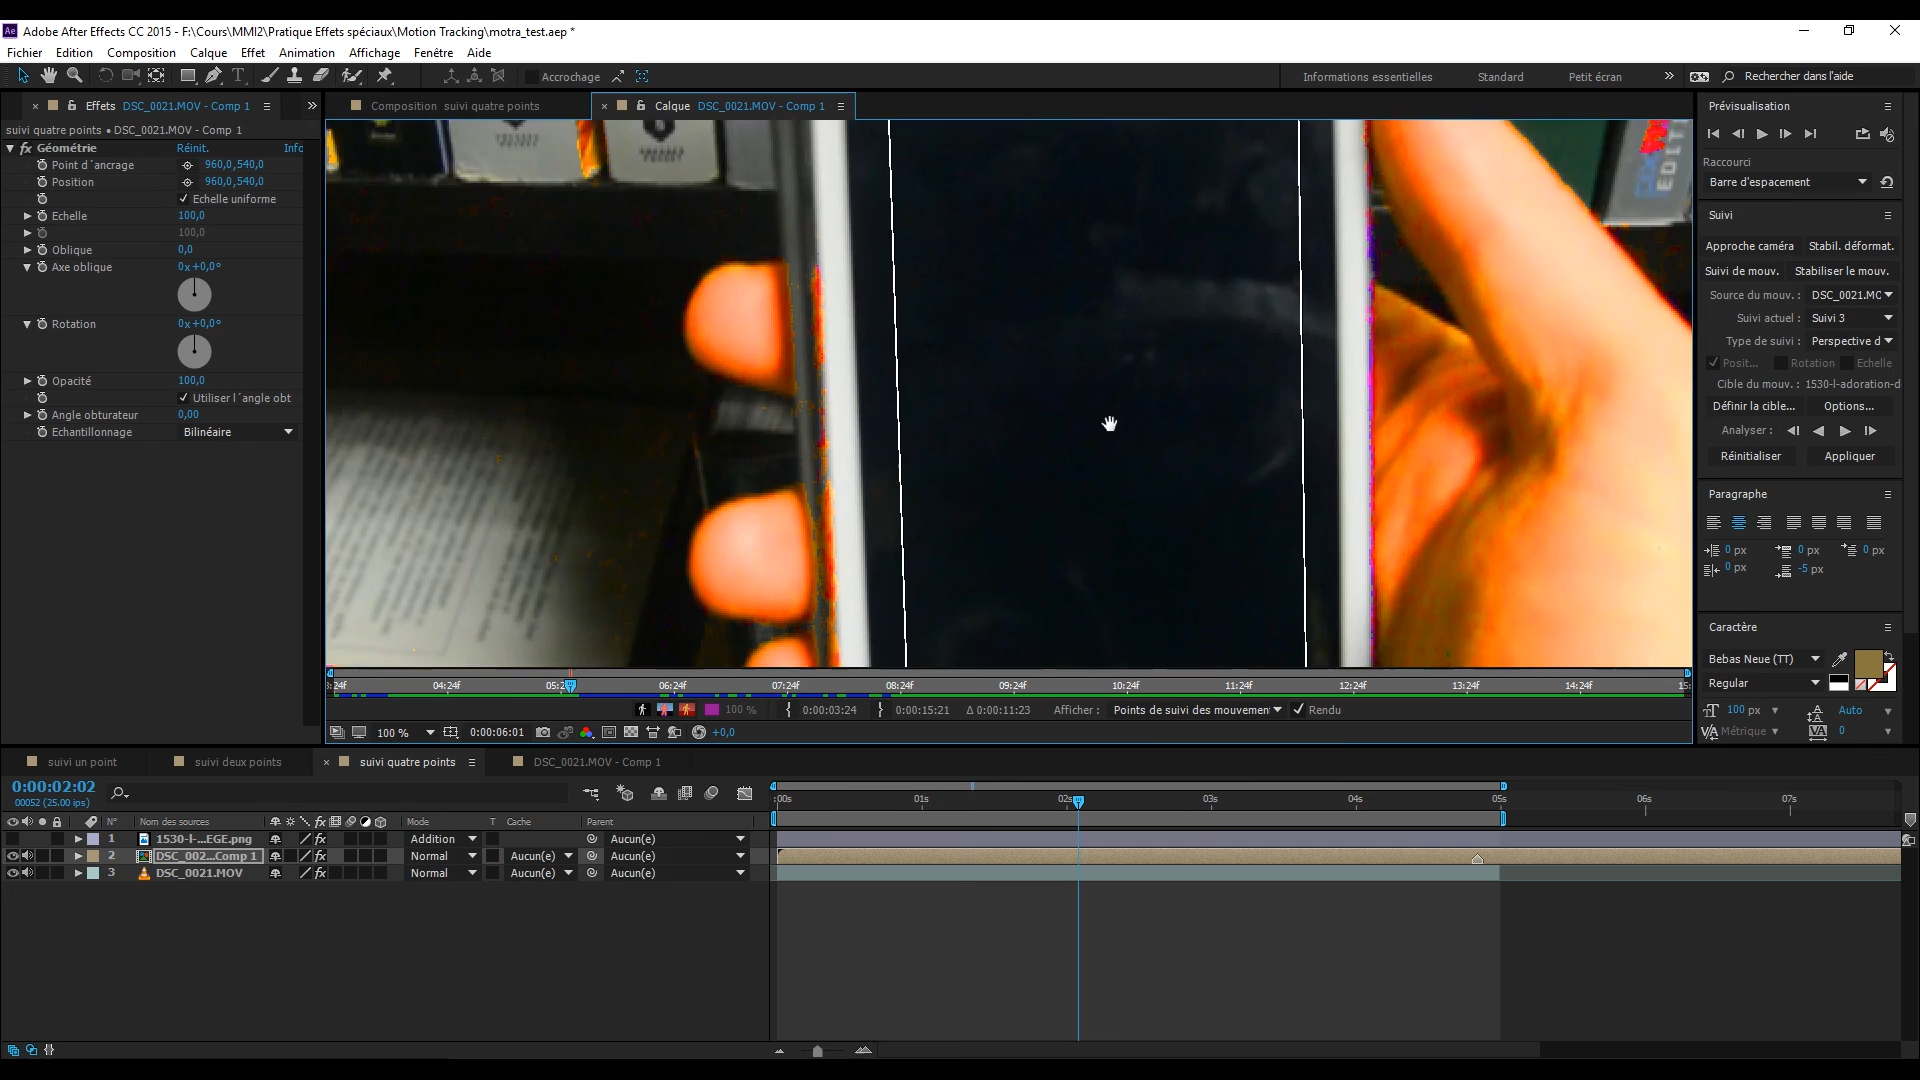 Adobe After Effects CC 2015 - F:\Cours\MMI2\Pratique Effets spéciaux\Motion Tracking\motra_test.aep *
Fichier Edition Composition Calque Effet Animation Affichage Fenêtre Aide
Accrochage Informations essentielles Standard Petit écran Rechercher dans l'aide
Effets DSC_0021.MOV - Comp 1
Composition suivi quatre points
Calque DSC_0021.MOV - Comp 1
suivi quatre points • DSC_0021.MOV - Comp 1
fx Géométrie Réinit. Info
Point d´ancrage 960,0,540,0
Position 960,0,540,0
Echelle uniforme
Echelle 100,0
100,0
Oblique 0,0
Axe oblique 0x+0,0°
Rotation 0x+0,0°
Opacité 100,0
Utiliser l´angle obt
Angle obturateur 0,00
Echantillonnage Bilinéaire
EDIT
:24f 04:24f 05:2 06:24f 07:24f 08:24f 09:24f 10:24f 11:24f 12:24f 13:24f 14:24f 15:
100 % 0:00:03:24 0:00:15:21 Δ 0:00:11:23 Afficher : Points de suivi des mouvemen Rendu
100 % 0:00:06:01 +0,0
Prévisualisation
Raccourci
Barre d'espacement
Suivi
Approche caméra Stabil. déformat.
Suivi de mouv. Stabiliser le mouv.
Source du mouv. : DSC_0021.MC
Suivi actuel : Suivi 3
Type de suivi : Perspective d
Posit... Rotation Echelle
Cible du mouv. : 1530-l-adoration-d
Définir la cible... Options...
Analyser :
Réinitialiser Appliquer
Paragraphe
0 px 0 px 0 px
0 px -5 px
Caractère
Bebas Neue (TT)
Regular
100 px Auto
Métrique 0
suivi un point suivi deux points suivi quatre points DSC_0021.MOV - Comp 1
0:00:02:02
00052 (25.00 ips)
:00s 01s 02s 03s 04s 05s 06s 07s
N° Nom des sources fx Mode T Cache Parent
1 1530-l-...EGE.png fx Addition Aucun(e)
2 DSC_002...Comp 1 fx Normal Aucun(e) Aucun(e)
3 DSC_0021.MOV fx Normal Aucun(e) Aucun(e)